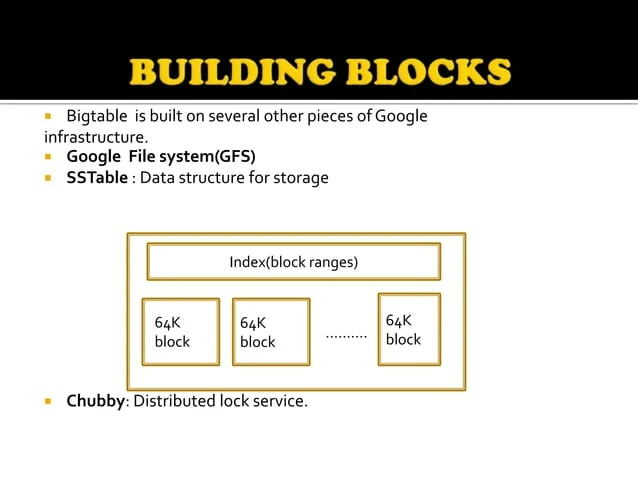 BUILDING BLOCKS
Bigtable is built on several other pieces of Google
infrastructure.
Google File system(GFS)
SSTable : Data structure for storage
Index(block ranges)
64K
block
64K
block
..........
64K
block
Chubby: Distributed lock service.